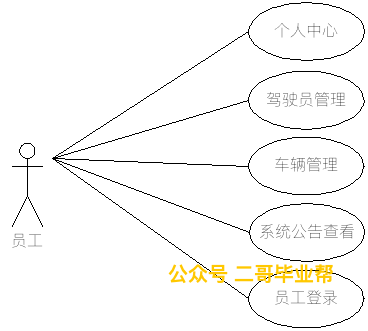 个人中心
驾驶员管理
车辆管理
员工
系统公告查看
公众号 二哥毕业帮
员工登录